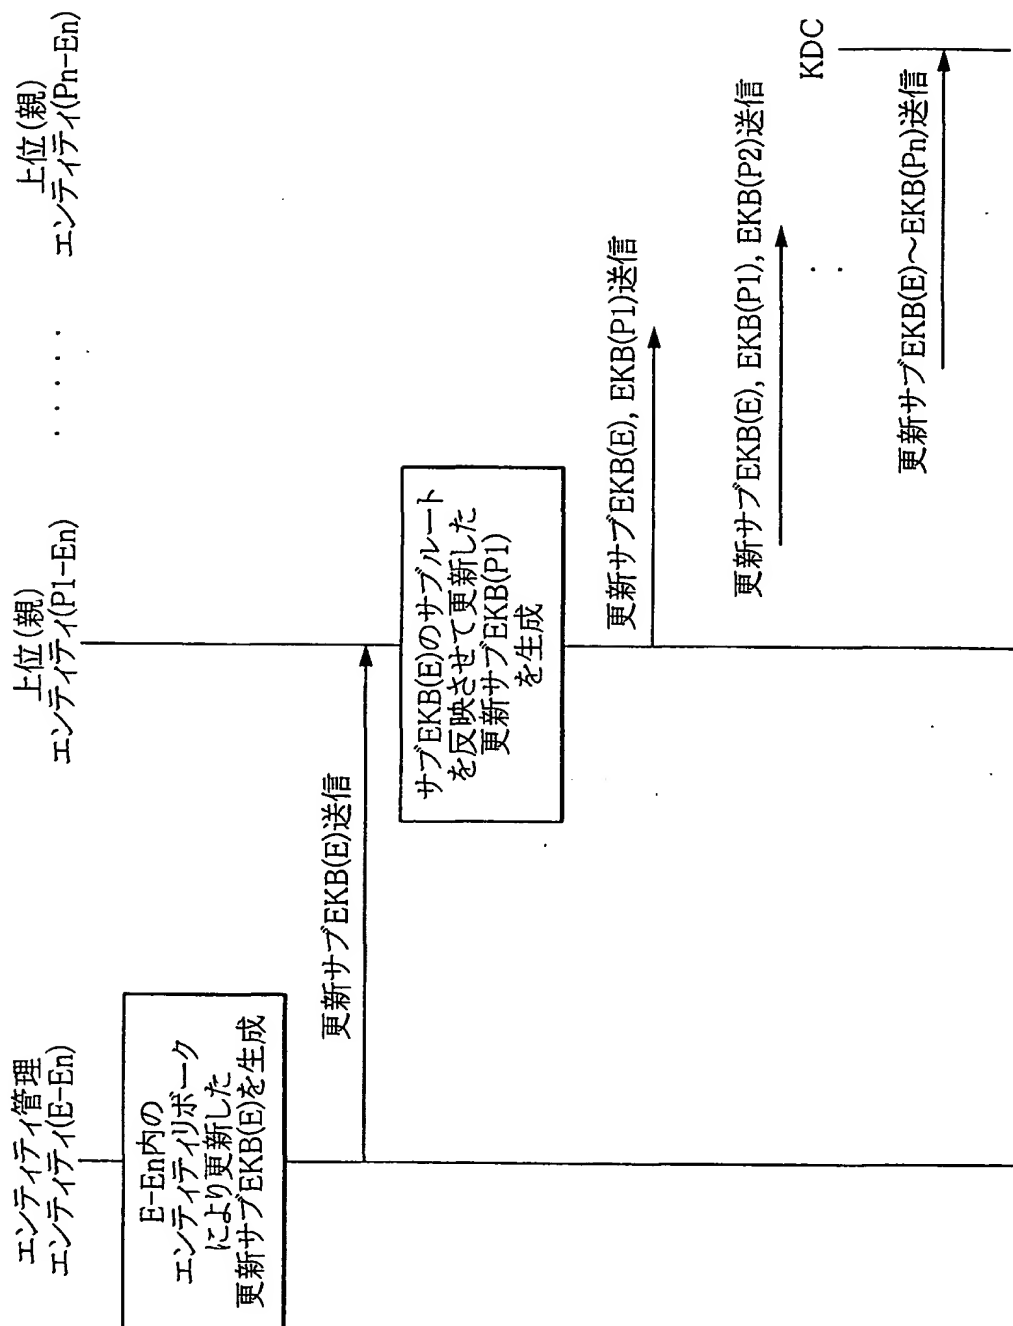 エンティティ管理
エンティティ(E-En)
上位(親)
エンティティ(P1-En)
・・・・・
上位(親)
エンティティ(Pn-En)
E-En内の
エンティティリボーク
により更新した
更新サブEKB(E)を生成
更新サブEKB(E)送信
サブEKB(E)のサブルート
を反映させて更新した
更新サブEKB(P1)
を生成
更新サブEKB(E), EKB(P1)送信
更新サブEKB(E), EKB(P1), EKB(P2)送信
KDC
更新サブEKB(E)～EKB(Pn)送信